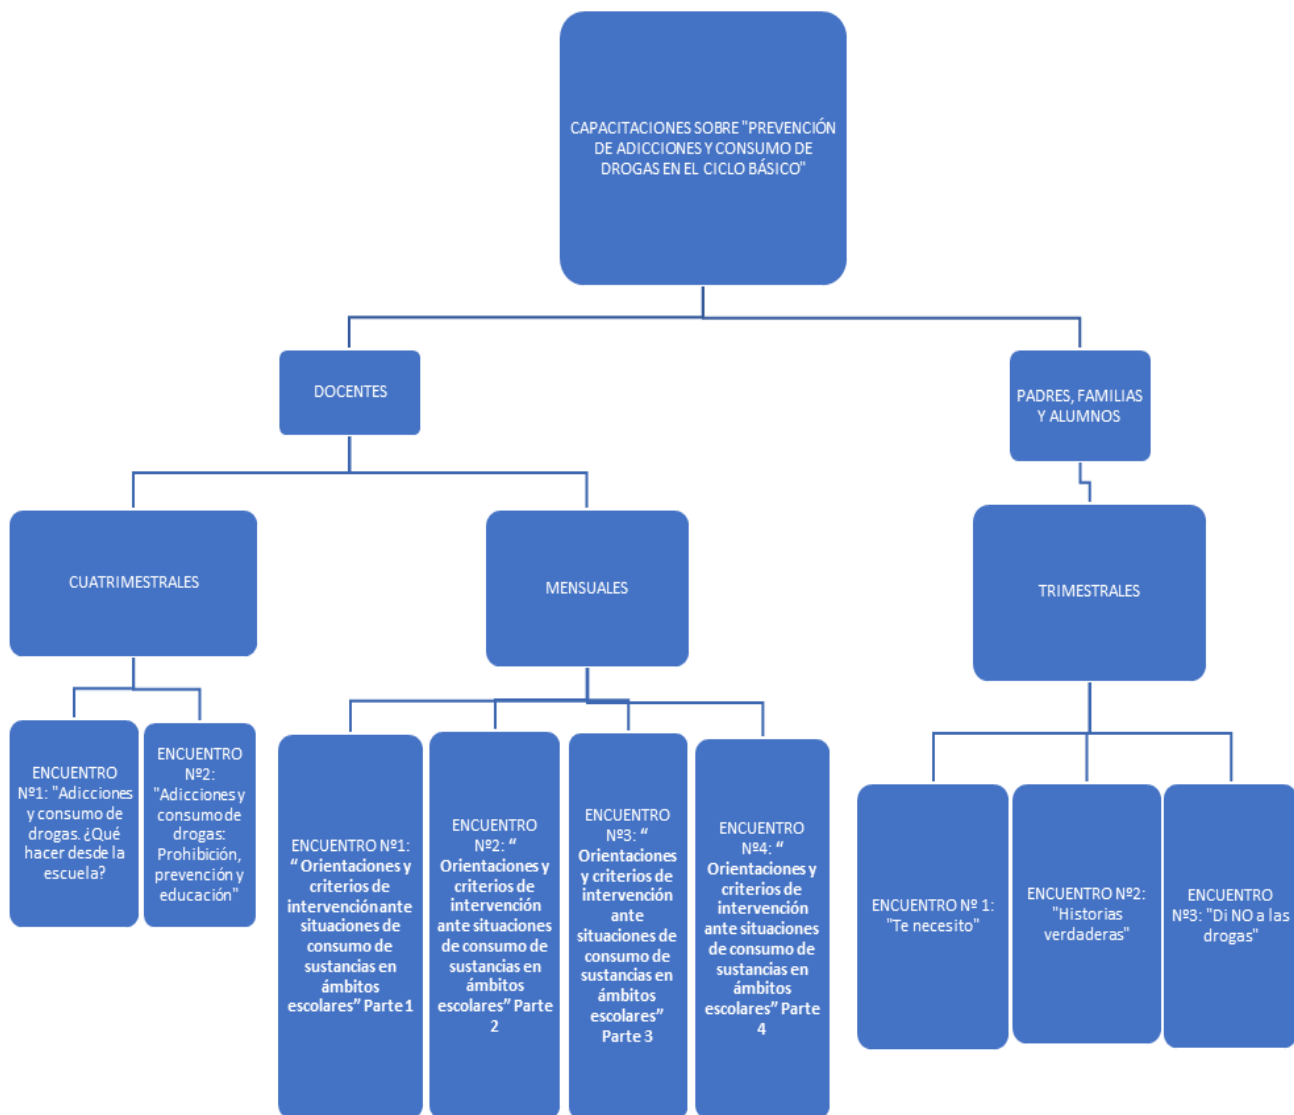 CAPACITACIONES SOBRE "PREVENCIÓN
DE ADICCIONES Y CONSUMO DE
DROGAS EN EL CICLO BÁSICO"
DOCENTES
PADRES, FAMILIAS
Y ALUMNOS
CUATRIMESTRALES
MENSUALES
TRIMESTRALES
ENCUENTRO
Nº1: "Adicciones
y consumo de
drogas. ¿Qué
hacer desde la
escuela?
ENCUENTRO
Nº2:
"Adicciones y
consumo de
drogas:
Prohibición,
prevención y
educación"
ENCUENTRO Nº1:
“ Orientaciones y
criterios de
intervención ante
situaciones de
consumo de
sustancias en
ámbitos
escolares” Parte 1
ENCUENTRO
Nº2: “
Orientaciones y
criterios de
intervención
ante situaciones
de consumo de
sustancias en
ámbitos
escolares” Parte
2
ENCUENTRO
Nº3: “
Orientaciones
y criterios de
intervención
ante
situaciones de
consumo de
sustancias en
ámbitos
escolares”
Parte 3
ENCUENTRO
Nº4: “
Orientaciones y
criterios de
intervención
ante situaciones
de consumo de
sustancias en
ámbitos
escolares” Parte
4
ENCUENTRO Nº 1:
"Te necesito"
ENCUENTRO Nº2:
"Historias
verdaderas"
ENCUENTRO
Nº3: "Di NO a las
drogas"